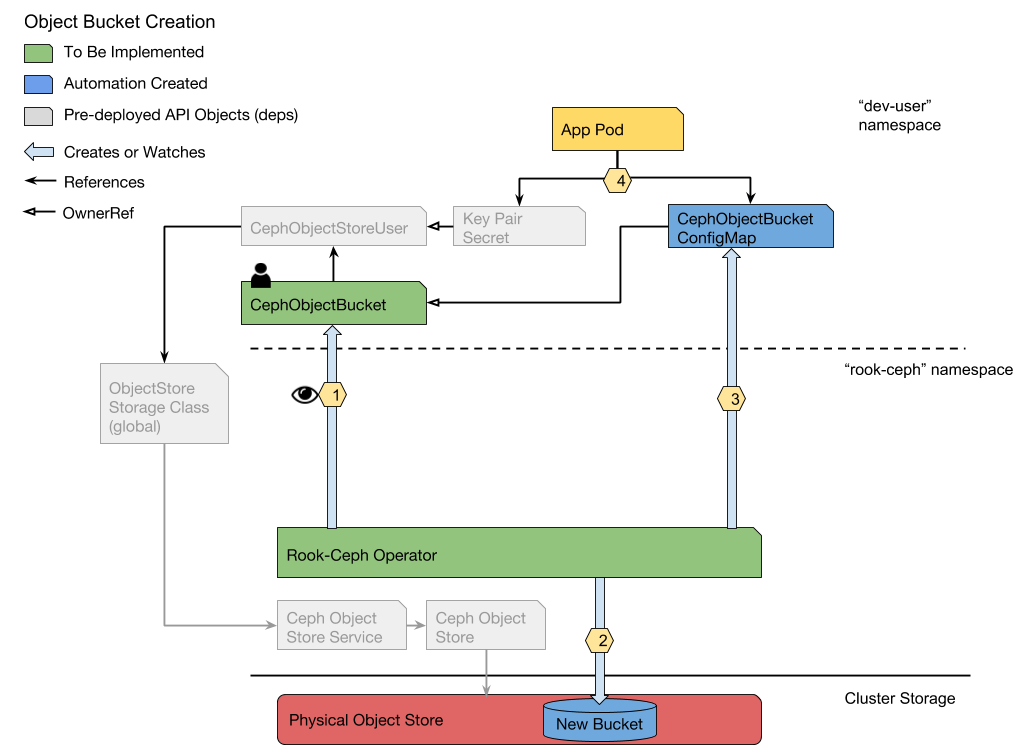 Object Bucket Creation
To Be Implemented
Automation Created
Pre-deployed API Objects (deps)
Creates or Watches
References
OwnerRef
“dev-user”
namespace
App Pod
4
CephObjectStoreUser
Key Pair
Secret
CephObjectBucket
ConfigMap
CephObjectBucket
“rook-ceph” namespace
ObjectStore
Storage Class
(global)
1
3
Rook-Ceph Operator
Ceph Object
Store Service
Ceph Object
Store
2
Cluster Storage
Physical Object Store
New Bucket